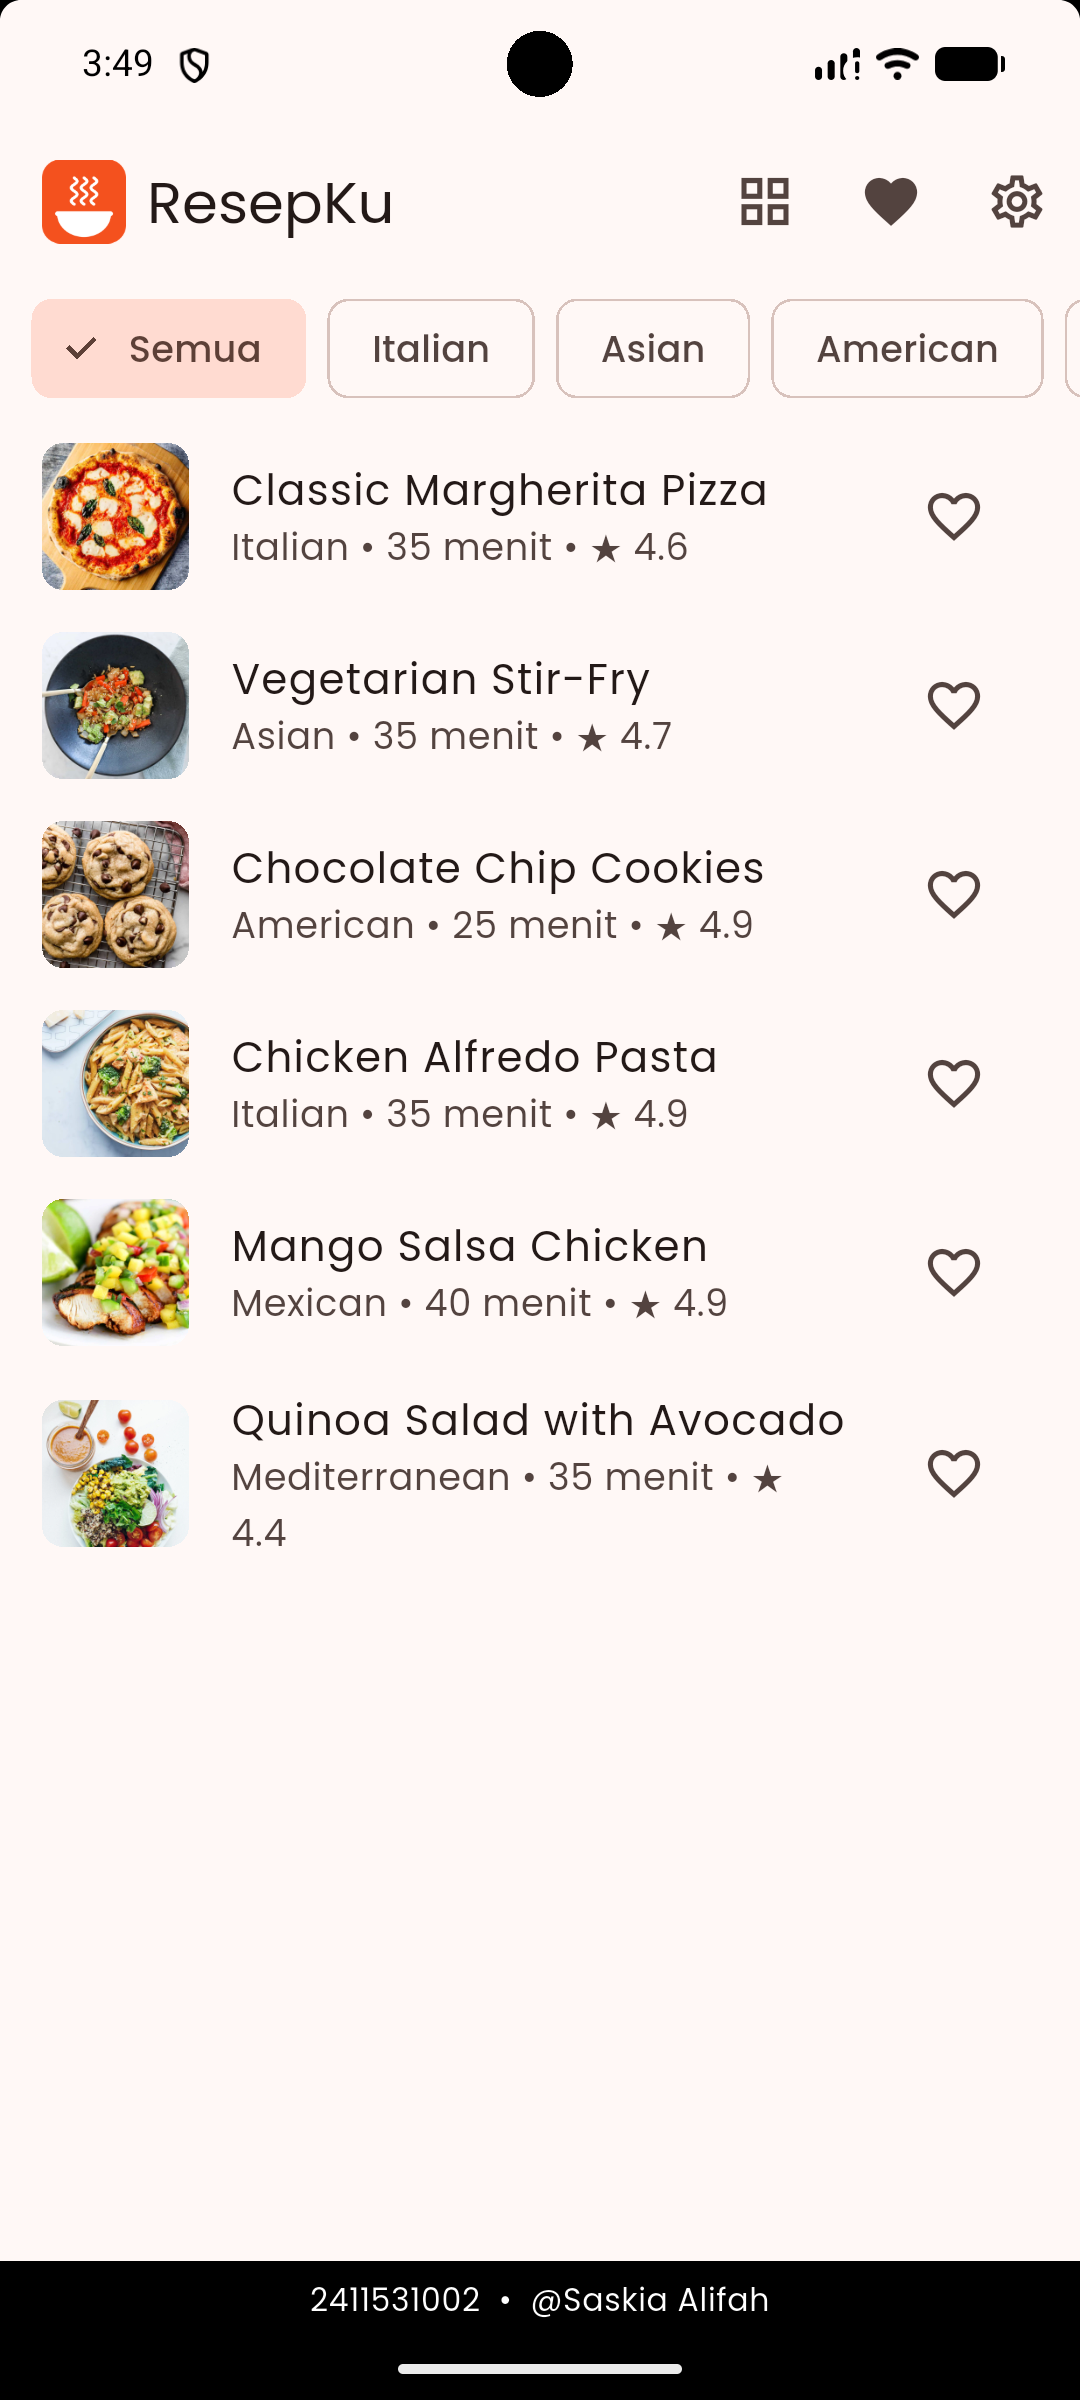 3:49
ResepKu
Semua Italian Asian American
Classic Margherita Pizza
Italian • 35 menit • ★ 4.6
Vegetarian Stir-Fry
Asian • 35 menit • ★ 4.7
Chocolate Chip Cookies
American • 25 menit • ★ 4.9
Chicken Alfredo Pasta
Italian • 35 menit • ★ 4.9
Mango Salsa Chicken
Mexican • 40 menit • ★ 4.9
Quinoa Salad with Avocado
Mediterranean • 35 menit • ★
4.4
2411531002 • @Saskia Alifah